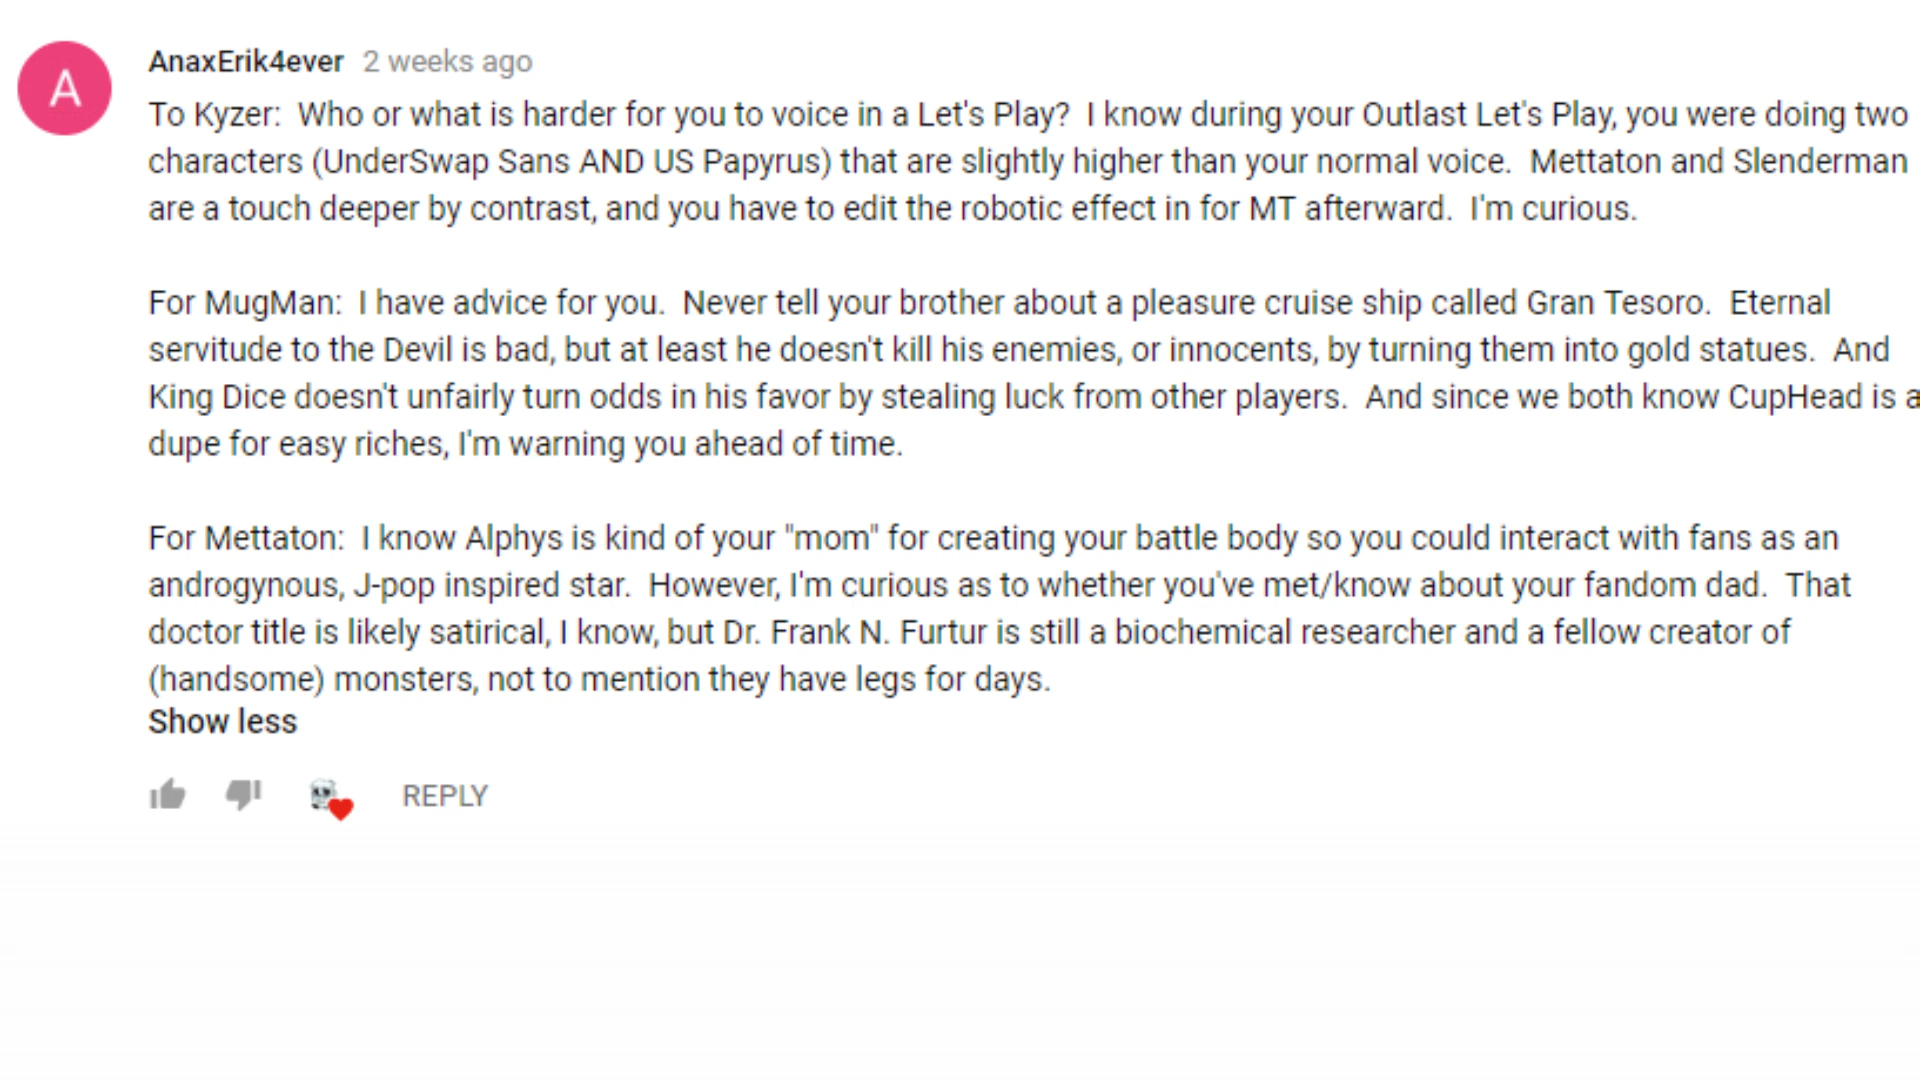 A
AnaxErik4ever 2 weeks ago
To Kyzer:  Who or what is harder for you to voice in a Let's Play?  I know during your Outlast Let's Play, you were doing two
characters (UnderSwap Sans AND US Papyrus) that are slightly higher than your normal voice.  Mettaton and Slenderman
are a touch deeper by contrast, and you have to edit the robotic effect in for MT afterward.  I'm curious.
For MugMan:  I have advice for you.  Never tell your brother about a pleasure cruise ship called Gran Tesoro.  Eternal
servitude to the Devil is bad, but at least he doesn't kill his enemies, or innocents, by turning them into gold statues.  And
King Dice doesn't unfairly turn odds in his favor by stealing luck from other players.  And since we both know CupHead is a
dupe for easy riches, I'm warning you ahead of time.
For Mettaton:  I know Alphys is kind of your "mom" for creating your battle body so you could interact with fans as an
androgynous, J-pop inspired star.  However, I'm curious as to whether you've met/know about your fandom dad.  That
doctor title is likely satirical, I know, but Dr. Frank N. Furtur is still a biochemical researcher and a fellow creator of
(handsome) monsters, not to mention they have legs for days.
Show less
REPLY